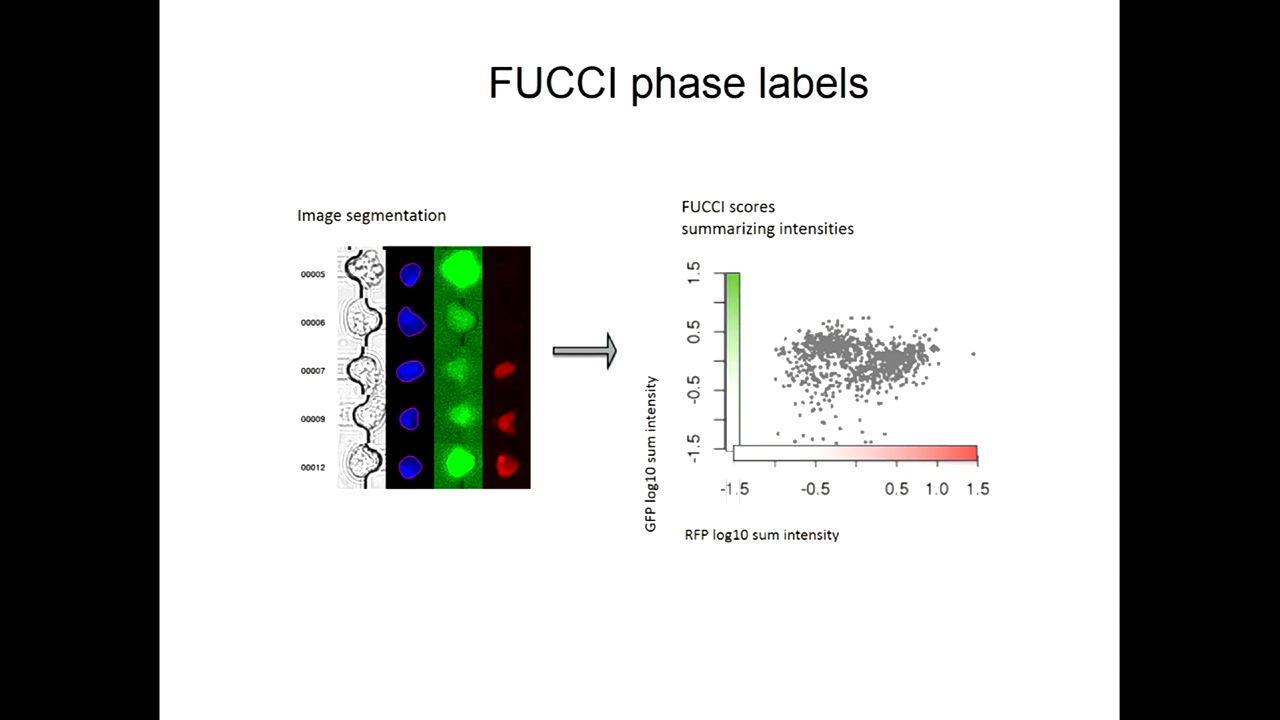 FUCCI phase labels
Image segmentation
00005
00006
00007
00009
00012
FUCCI scores
summarizing intensities
GFP log10 sum intensity
1.5
0.5
-0.5
-1.5
-1.5 -0.5 0.5 1.0 1.5
RFP log10 sum intensity